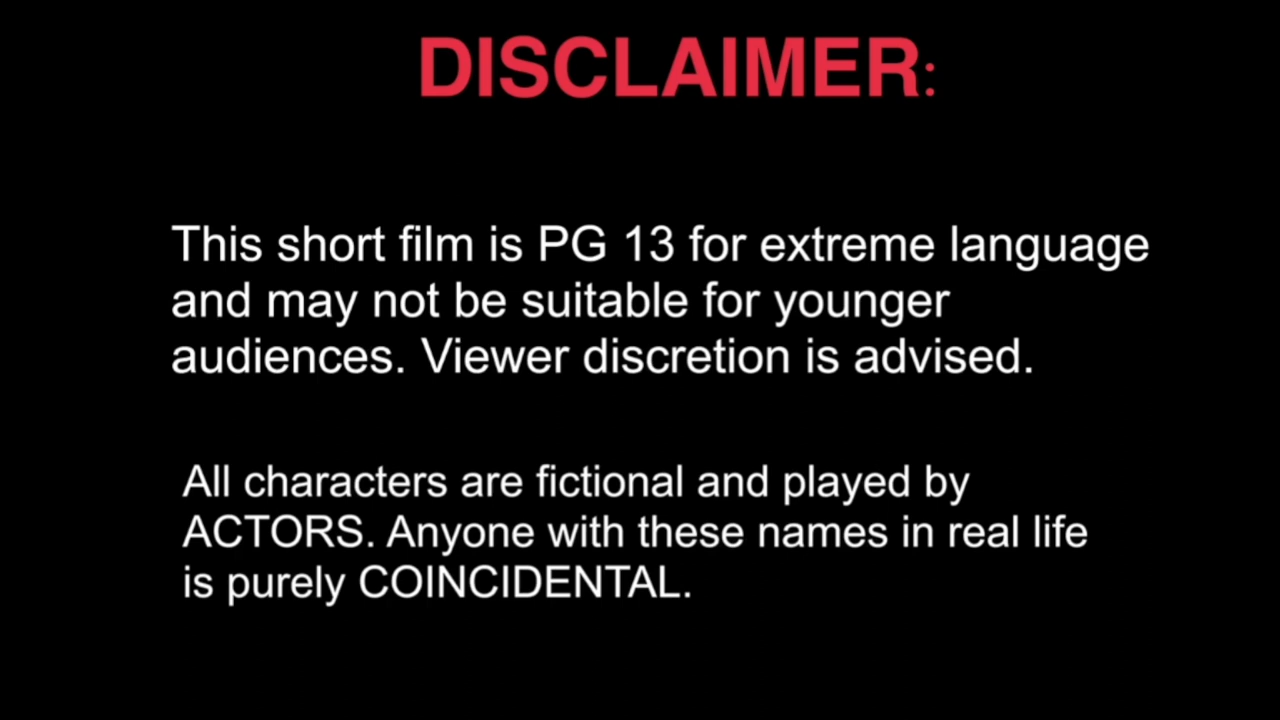 DISCLAIMER:
This short film is PG 13 for extreme language
and may not be suitable for younger
audiences. Viewer discretion is advised.
All characters are fictional and played by
ACTORS. Anyone with these names in real life
is purely COINCIDENTAL.